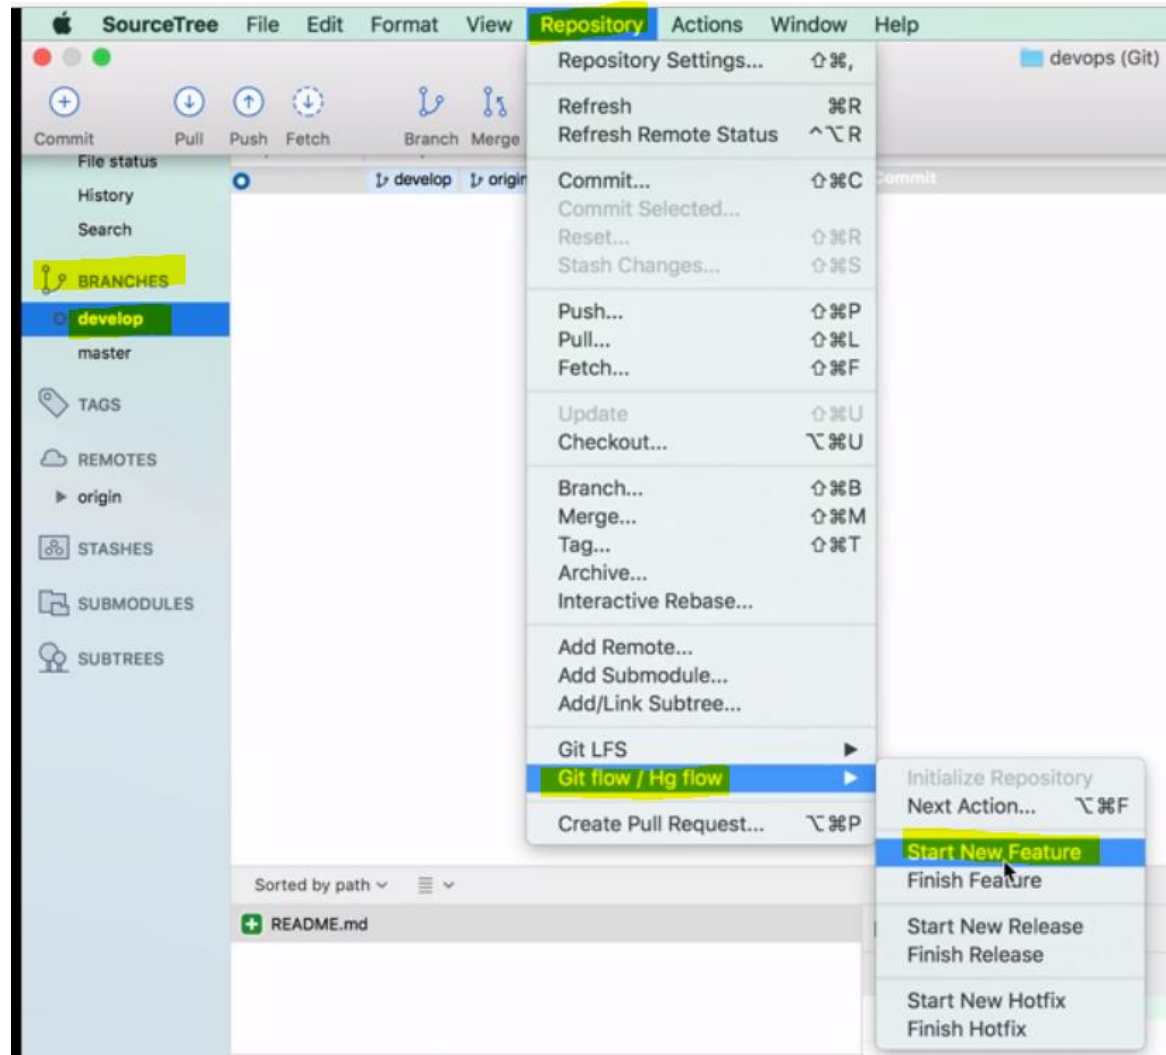 SourceTree File Edit Format View Repository Actions Window Help
devops (Git)
Commit Pull Push Fetch Branch Merge
File status
History
Search
BRANCHES
develop
master
TAGS
REMOTES
origin
STASHES
SUBMODULES
SUBTREES
develop origin Commit
Repository Settings... ⇧⌘,
Refresh ⌘R
Refresh Remote Status ^⌥R
Commit... ⇧⌘C
Commit Selected...
Reset... ⇧⌘R
Stash Changes... ⇧⌘S
Push... ⇧⌘P
Pull... ⇧⌘L
Fetch... ⇧⌘F
Update ⇧⌘U
Checkout... ⌥⌘U
Branch... ⇧⌘B
Merge... ⇧⌘M
Tag... ⇧⌘T
Archive...
Interactive Rebase...
Add Remote...
Add Submodule...
Add/Link Subtree...
Git LFS
Git flow / Hg flow
Create Pull Request... ⌥⌘P
Initialize Repository
Next Action... ⌥⌘F
Start New Feature
Finish Feature
Start New Release
Finish Release
Start New Hotfix
Finish Hotfix
Sorted by path
README.md